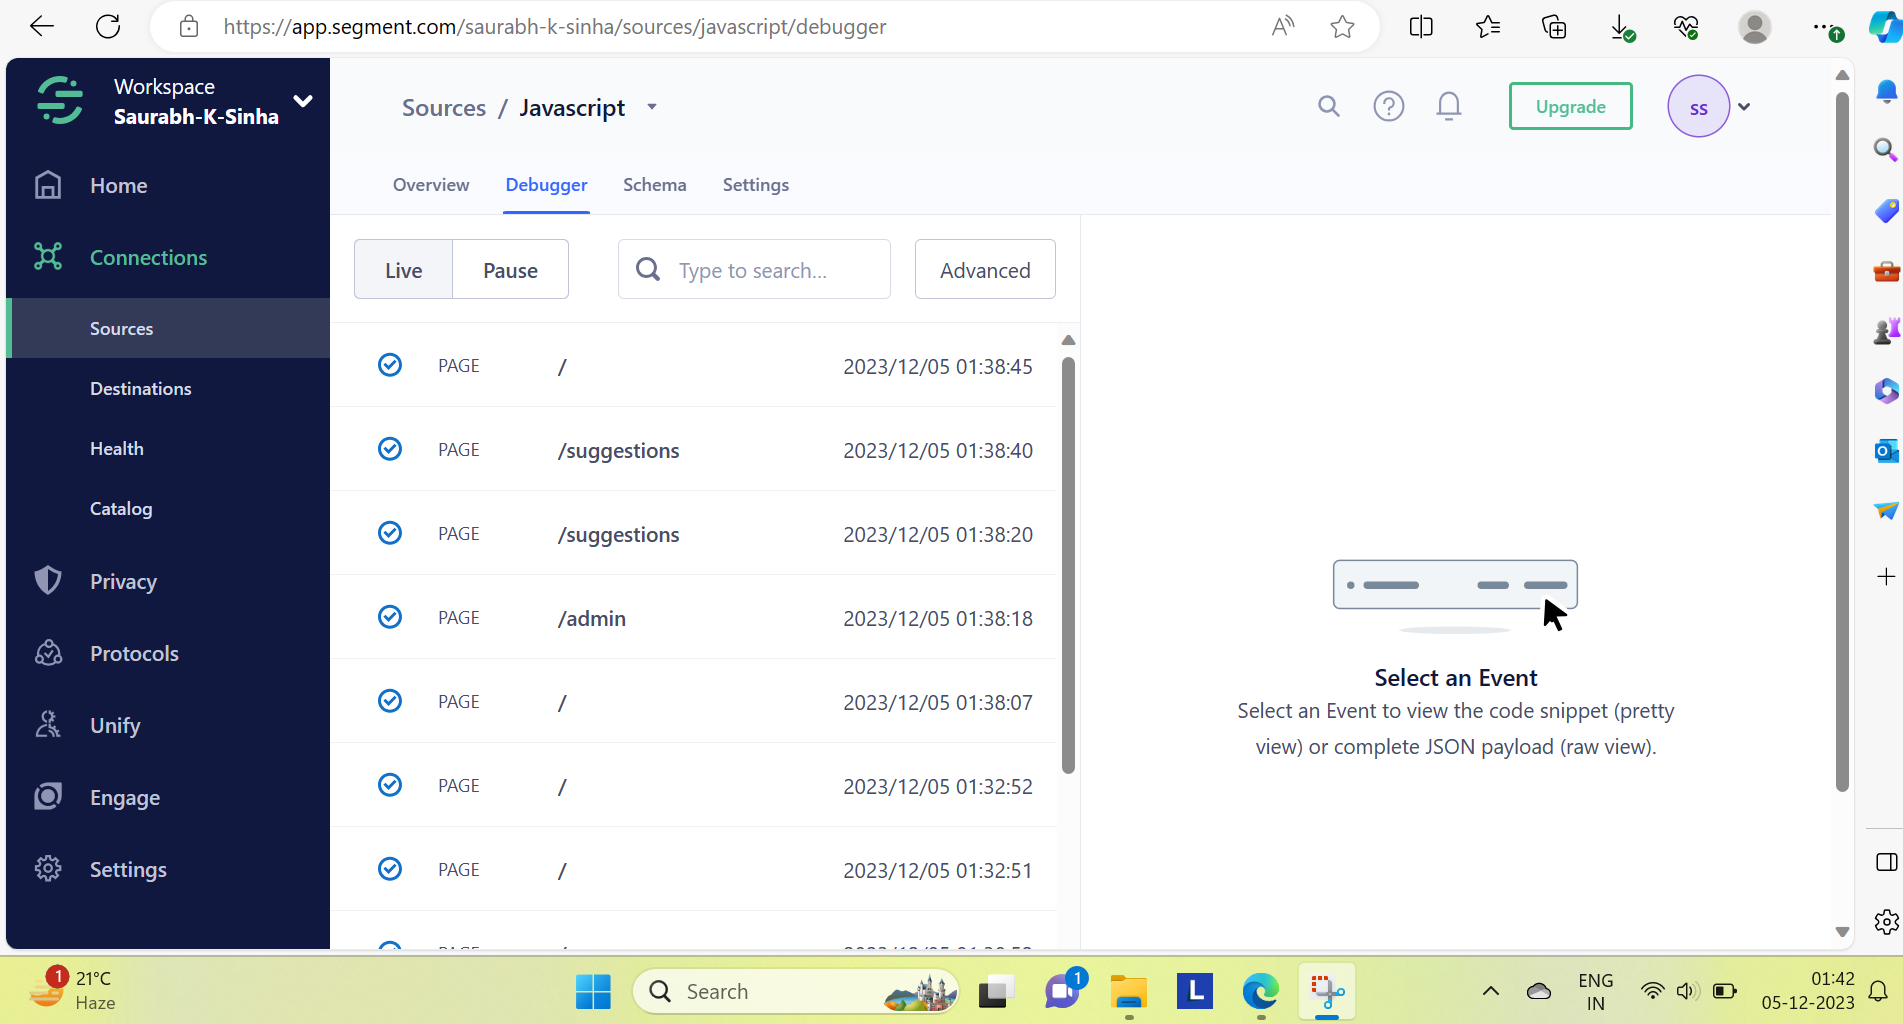 https://app.segment.com/saurabh-k-sinha/sources/javascript/debugger
Workspace
Saurabh-K-Sinha
Home
Connections
Sources
Destinations
Health
Catalog
Privacy
Protocols
Unify
Engage
Settings
Sources / Javascript
Upgrade
ss
Overview Debugger Schema Settings
Live Pause Type to search... Advanced
PAGE / 2023/12/05 01:38:45
PAGE /suggestions 2023/12/05 01:38:40
PAGE /suggestions 2023/12/05 01:38:20
PAGE /admin 2023/12/05 01:38:18
PAGE / 2023/12/05 01:38:07
PAGE / 2023/12/05 01:32:52
PAGE / 2023/12/05 01:32:51
Select an Event
Select an Event to view the code snippet (pretty
view) or complete JSON payload (raw view).
1
21°C
Haze
Search
1
L
ENG
IN
01:42
05-12-2023